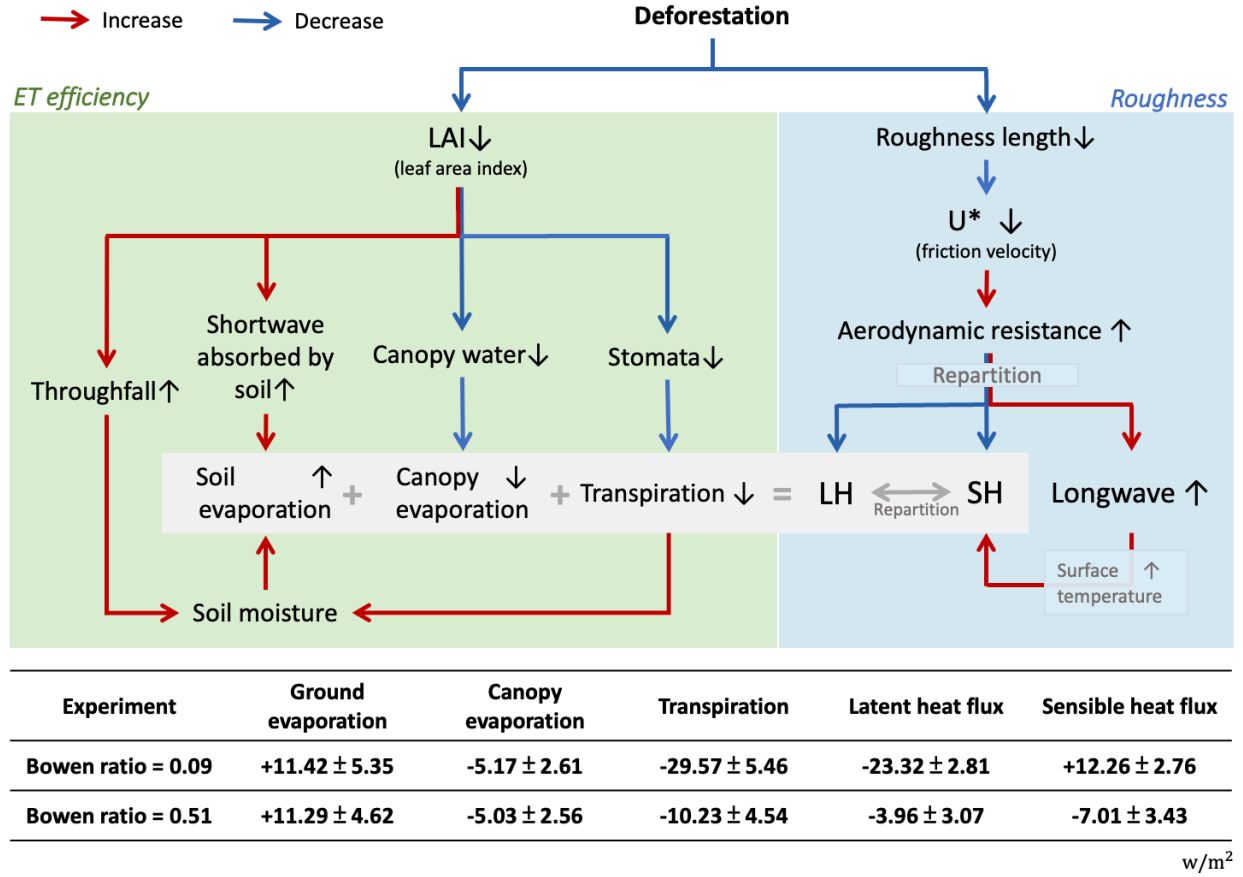 Increase
Decrease
Deforestation
ET efficiency
Roughness
LAI↓
(leaf area index)
Roughness length↓
U* ↓
(friction velocity)
Shortwave
absorbed by
soil↑
Throughfall↑
Canopy water↓
Stomata↓
Aerodynamic resistance ↑
Repartition
Soil ↑
evaporation
+
Canopy ↓
evaporation
+
Transpiration ↓
=
LH
Repartition
SH
Longwave ↑
Surface ↑
temperature
Soil moisture
Experiment
Ground
evaporation
Canopy
evaporation
Transpiration
Latent heat flux
Sensible heat flux
Bowen ratio = 0.09 +11.42 ± 5.35 -5.17 ± 2.61 -29.57 ± 5.46 -23.32 ± 2.81 +12.26 ± 2.76
Bowen ratio = 0.51 +11.29 ± 4.62 -5.03 ± 2.56 -10.23 ± 4.54 -3.96 ± 3.07 -7.01 ± 3.43
w/m²